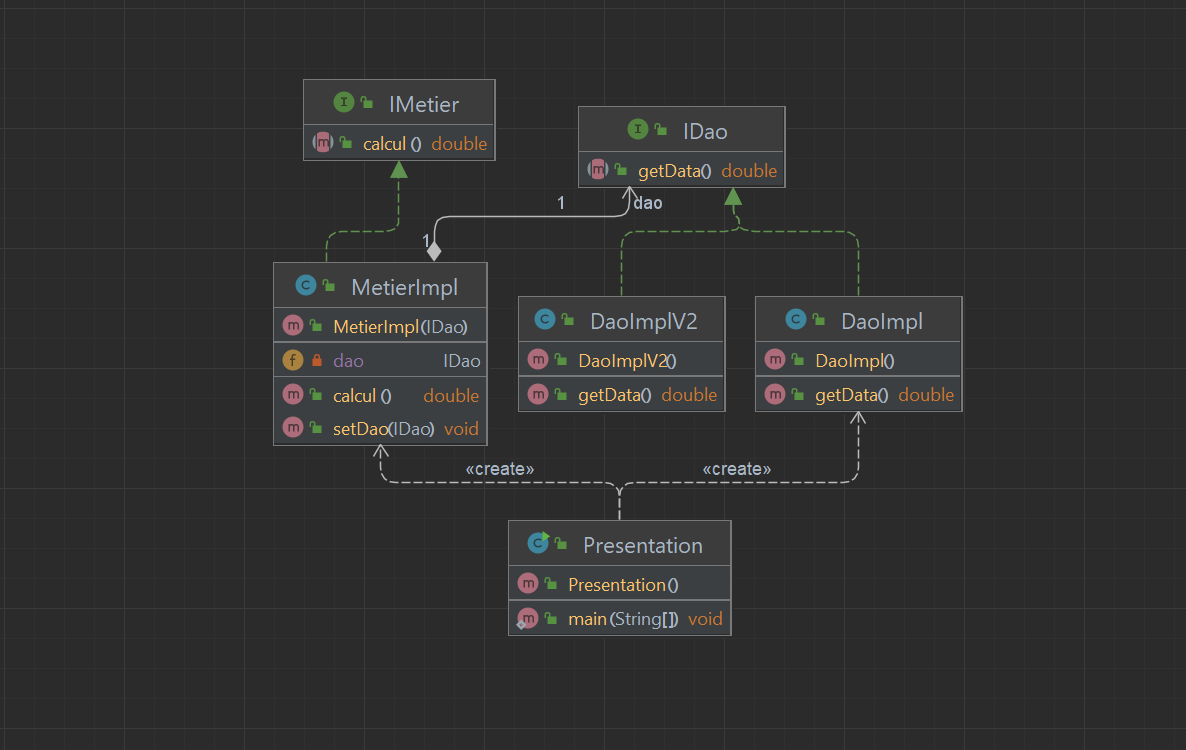 IMetier
calcul () double
IDao
getData() double
1 dao
1
MetierImpl
MetierImpl(IDao)
dao IDao
calcul () double
setDao(IDao) void
DaoImplV2
DaoImplV2()
getData() double
DaoImpl
DaoImpl()
getData() double
«create» «create»
Presentation
Presentation()
main(String[]) void